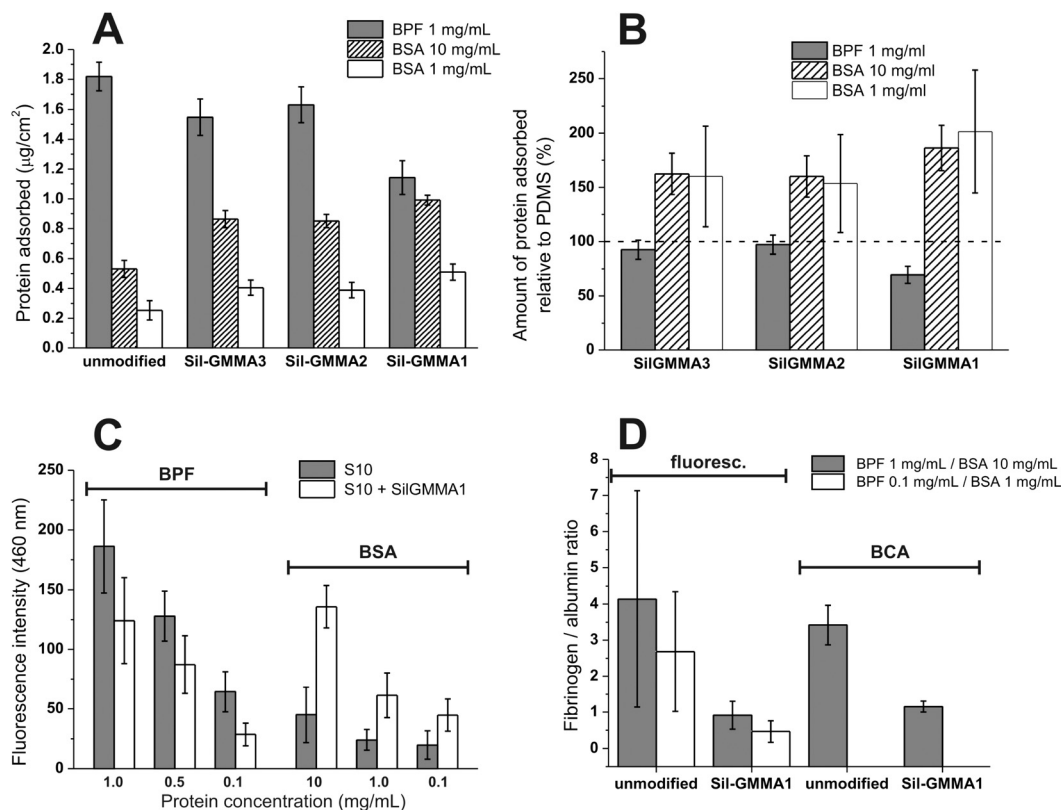 A
BPF 1 mg/mL
BSA 10 mg/mL
BSA 1 mg/mL
Protein adsorbed (μg/cm²)
2.0
1.8
1.6
1.4
1.2
1.0
0.8
0.6
0.4
0.2
0.0
unmodified Sil-GMMA3 Sil-GMMA2 Sil-GMMA1
B
BPF 1 mg/ml
BSA 10 mg/ml
BSA 1 mg/ml
Amount of protein adsorbed
relative to PDMS (%)
250
200
150
100
50
0
SilGMMA3 SilGMMA2 SilGMMA1
C
S10
S10 + SilGMMA1
BPF
BSA
Fluorescence intensity (460 nm)
250
200
150
100
50
0
1.0 0.5 0.1 10 1.0 0.1
Protein concentration (mg/mL)
D
fluoresc.
BPF 1 mg/mL / BSA 10 mg/mL
BPF 0.1 mg/mL / BSA 1 mg/mL
BCA
Fibrinogen / albumin ratio
8
7
6
5
4
3
2
1
0
unmodified Sil-GMMA1 unmodified Sil-GMMA1